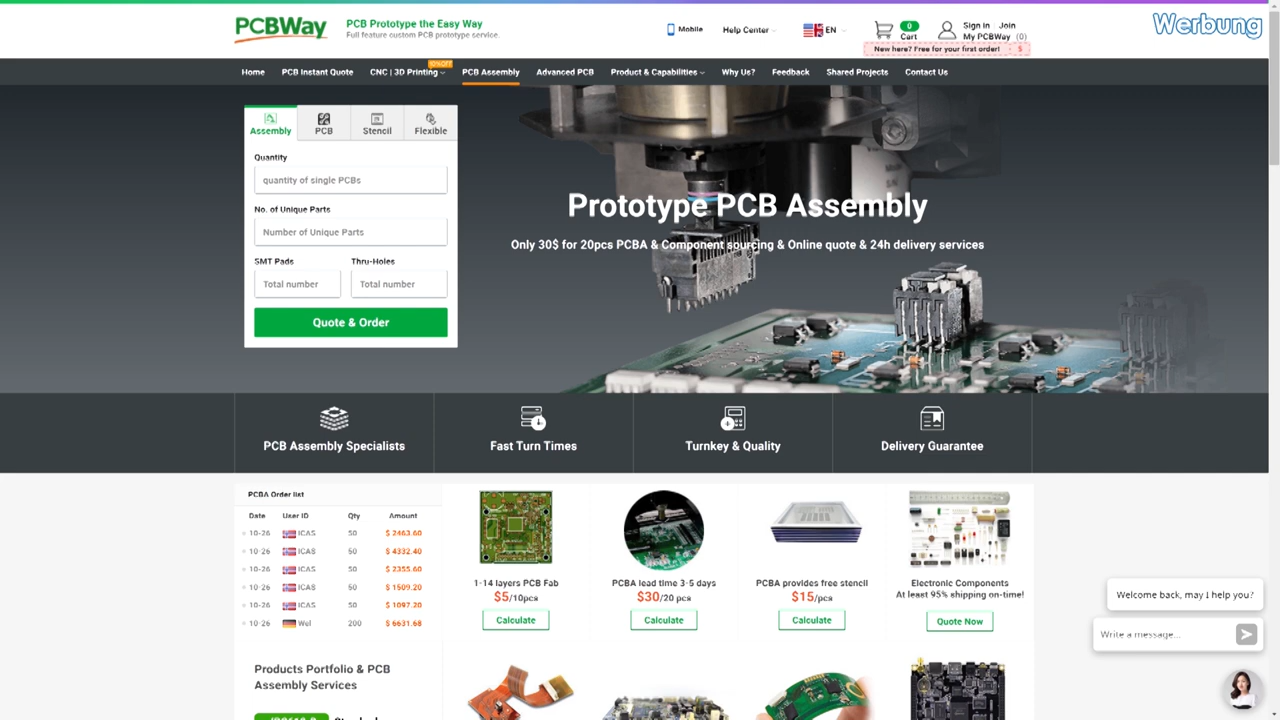 PCBWay
PCB Prototype the Easy Way
Full feature custom PCB prototype service.
Mobile
Help Center
EN
0
Cart
Sign in Join
My PCBWay (0)
New here? Free for your first order!
Werbung
Home PCB Instant Quote CNC | 3D Printing PCB Assembly Advanced PCB Product & Capabilities Why Us? Feedback Shared Projects Contact Us
Assembly PCB Stencil Flexible
Quantity
quantity of single PCBs
No. of Unique Parts
Number of Unique Parts
SMT Pads Thru-Holes
Total number Total number
Quote & Order
Prototype PCB Assembly
Only 30$ for 20pcs PCBA & Component sourcing & Online quote & 24h delivery services
PCB Assembly Specialists Fast Turn Times Turnkey & Quality Delivery Guarantee
PCBA Order list
Date User ID Qty Amount
10-26 ICAS 50 $ 2463.60
10-26 ICAS 50 $ 4332.40
10-26 ICAS 50 $ 2355.60
10-26 ICAS 50 $ 1509.20
10-26 ICAS 50 $ 1097.20
10-26 Wel 200 $ 6631.68
1-14 layers PCB Fab
$5/10pcs
Calculate
PCBA lead time 3-5 days
$30/20 pcs
Calculate
PCBA provides free stencil
$15/pcs
Calculate
Electronic Components
At least 95% shipping on-time!
Quote Now
Products Portfolio & PCB
Assembly Services
Welcome back, may I help you?
Write a message...